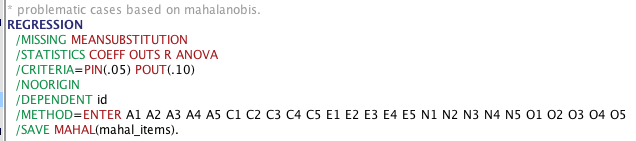 * problematic cases based on mahalanobis.
REGRESSION
/MISSING MEANSUBSTITUTION
/STATISTICS COEFF OUTS R ANOVA
/CRITERIA=PIN(.05) POUT(.10)
/NOORIGIN
/DEPENDENT id
/METHOD=ENTER A1 A2 A3 A4 A5 C1 C2 C3 C4 C5 E1 E2 E3 E4 E5 N1 N2 N3 N4 N5 O1 O2 O3 O4 O5
/SAVE MAHAL(mahal_items).